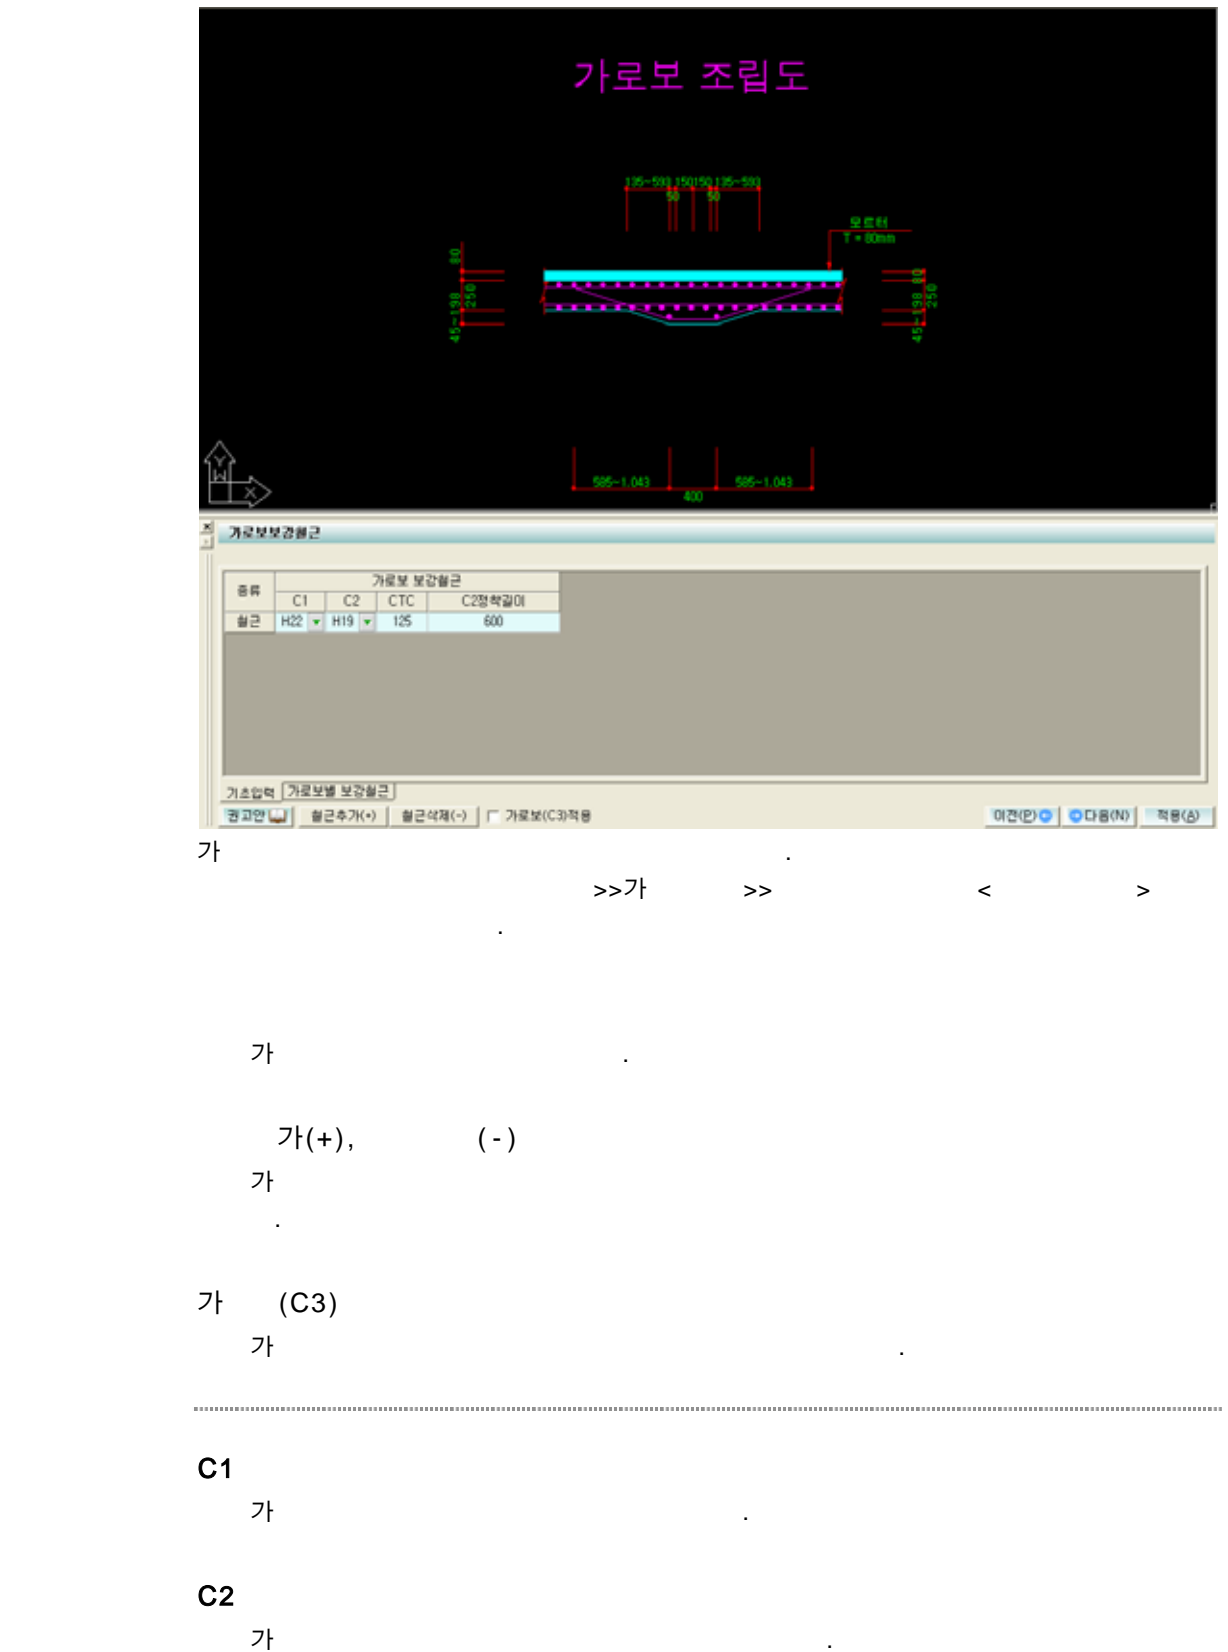 가로보 조립도
135~593 150150 135~593
50 50
모르터
T = 80mm
80
250
45~198
80
250
45~198
585~1.043 585~1.043
400
Y
W
X
가로보보강철근
종류 가로보 보강철근
C1 C2 CTC C2정착길이
철근 H22 H19 125 600
기초입력 가로보별 보강철근
권고안 철근추가(+) 철근삭제(-) 가로보(C3)적용 이전(P) 다음(N) 적용(A)
가 .
>>가 >> < >
.
가 .
가(+), (-)
가
.
가 (C3)
가 .
C1
가 .
C2
가 .